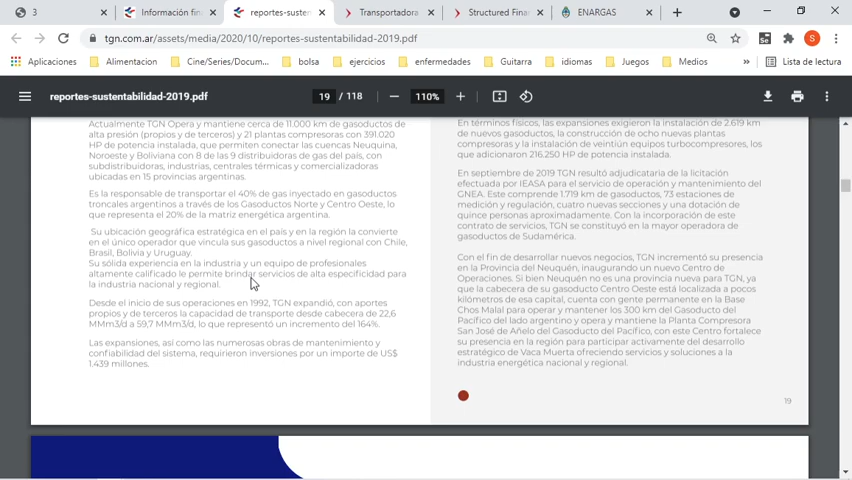 3
Información fina
reportes-susten
Transportadora
Structured Finan
ENARGAS
tgn.com.ar/assets/media/2020/10/reportes-sustentabilidad-2019.pdf
Aplicaciones
Alimentacion
Cine/Series/Docum...
bolsa
ejercicios
enfermedades
Guitarra
idiomas
Juegos
Medios
»
Lista de lectura
reportes-sustentabilidad-2019.pdf
19 / 118
110%
Actualmente TGN Opera y mantiene cerca de 11.000 km de gasoductos de
alta presión (propios y de terceros) y 21 plantas compresoras con 391.020
HP de potencia instalada, que permiten conectar las cuencas Neuquina,
Noroeste y Boliviana con 8 de las 9 distribuidoras de gas del país, con
subdistribuidoras, industrias, centrales térmicas y comercializadoras
ubicadas en 15 provincias argentinas.
Es la responsable de transportar el 40% de gas inyectado en gasoductos
troncales argentinos a través de los Gasoductos Norte y Centro Oeste, lo
que representa el 20% de la matriz energética argentina.
Su ubicación geográfica estratégica en el país y en la región la convierte
en el único operador que vincula sus gasoductos a nivel regional con Chile,
Brasil, Bolivia y Uruguay.
Su sólida experiencia en la industria y un equipo de profesionales
altamente calificado le permite brindar servicios de alta especificidad para
la industria nacional y regional.
Desde el inicio de sus operaciones en 1992, TGN expandió, con aportes
propios y de terceros la capacidad de transporte desde cabecera de 22,6
MMm3/d a 59,7 MMm3/d, lo que representó un incremento del 164%.
Las expansiones, así como las numerosas obras de mantenimiento y
confiabilidad del sistema, requirieron inversiones por un importe de US$
1.439 millones.
En términos físicos, las expansiones exigieron la instalación de 2.619 km
de nuevos gasoductos, la construcción de ocho nuevas plantas
compresoras y la instalación de veintiún equipos turbocompresores, los
que adicionaron 216.250 HP de potencia instalada.
En septiembre de 2019 TGN resultó adjudicataria de la licitación
efectuada por IEASA para el servicio de operación y mantenimiento del
GNEA. Este comprende 1.719 km de gasoductos, 73 estaciones de
medición y regulación, cuatro nuevas secciones y una dotación de
quince personas aproximadamente. Con la incorporación de este
contrato de servicios, TGN se constituyó en la mayor operadora de
gasoductos de Sudamérica.
Con el fin de desarrollar nuevos negocios, TGN incrementó su presencia
en la Provincia del Neuquén, inaugurando un nuevo Centro de
Operaciones. Si bien Neuquén no es una provincia nueva para TGN, ya
que la cabecera de su gasoducto Centro Oeste está localizada a pocos
kilómetros de esa capital, cuenta con gente permanente en la Base
Chos Malal para operar y mantener los 300 km del Gasoducto del
Pacífico del lado argentino y opera y mantiene la Planta Compresora
San José de Añelo del Gasoducto del Pacífico, con este Centro fortalece
su presencia en la región para participar activamente del desarrollo
estratégico de Vaca Muerta ofreciendo servicios y soluciones a la
industria energética nacional y regional.
19